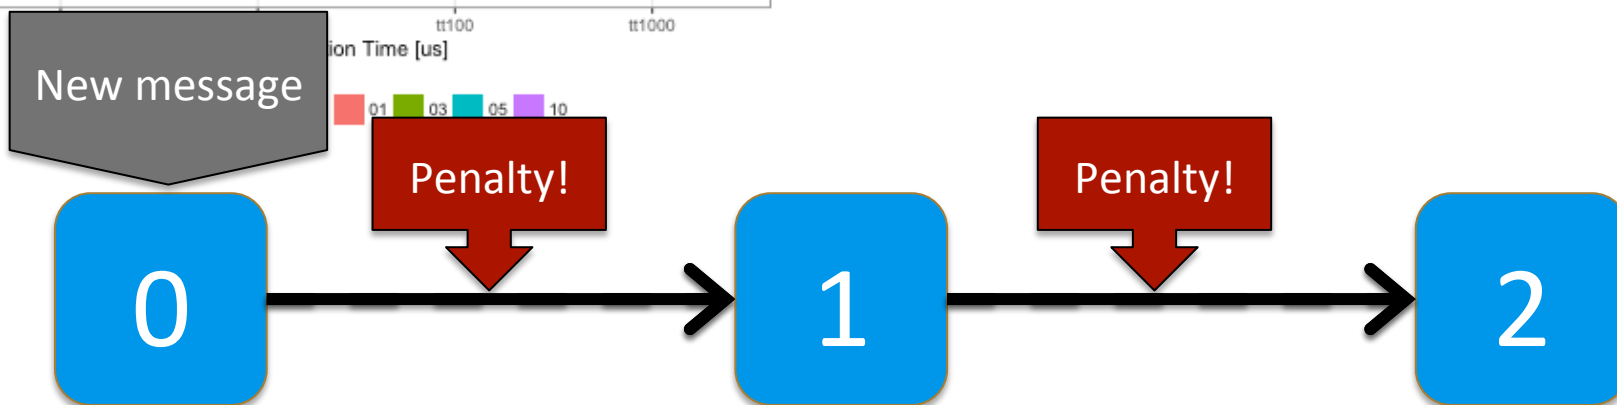 tt100 tt1000
ion Time [us]
New message
01 03 05 10
Penalty! Penalty!
0 1 2